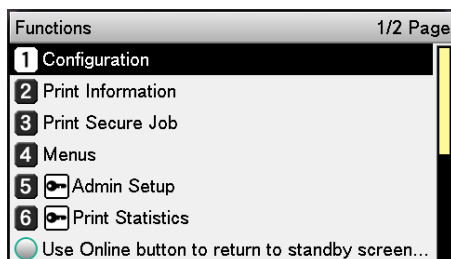 Functions 1/2 Page
1 Configuration
2 Print Information
3 Print Secure Job
4 Menus
5 Admin Setup
6 Print Statistics
Use Online button to return to standby screen...